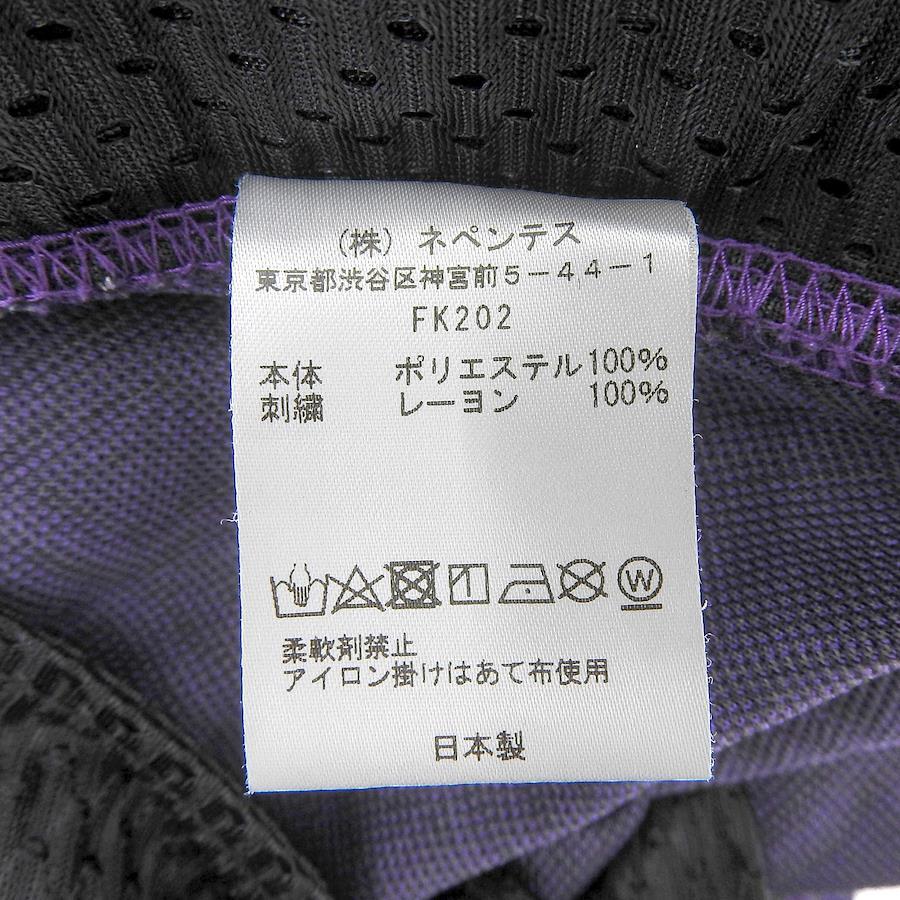 (株) ネペンテス
東京都渋谷区神宮前5-44-1
FK202
本体 ポリエステル100%
刺繍 レーヨン 100%
W
柔軟剤禁止
アイロン掛けはあて布使用
日本製